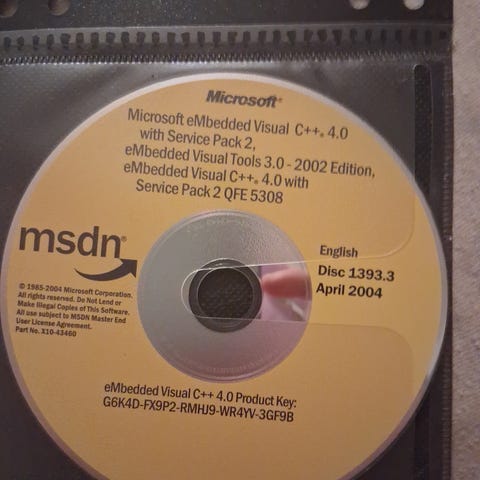 Microsoft®
Microsoft eMbedded Visual C++® 4.0
with Service Pack 2,
eMbedded Visual Tools 3.0 - 2002 Edition,
eMbedded Visual C++® 4.0 with
Service Pack 2 QFE 5308
msdn®
English
Disc 1393.3
April 2004
© 1985-2004 Microsoft Corporation.
All rights reserved. Do Not Lend or
Make Illegal Copies of This Software.
All use subject to MSDN Master End
User License Agreement.
Part No. X10-43460
eMbedded Visual C++ 4.0 Product Key:
G6K4D-FX9P2-RMHJ9-WR4YV-3GF9B